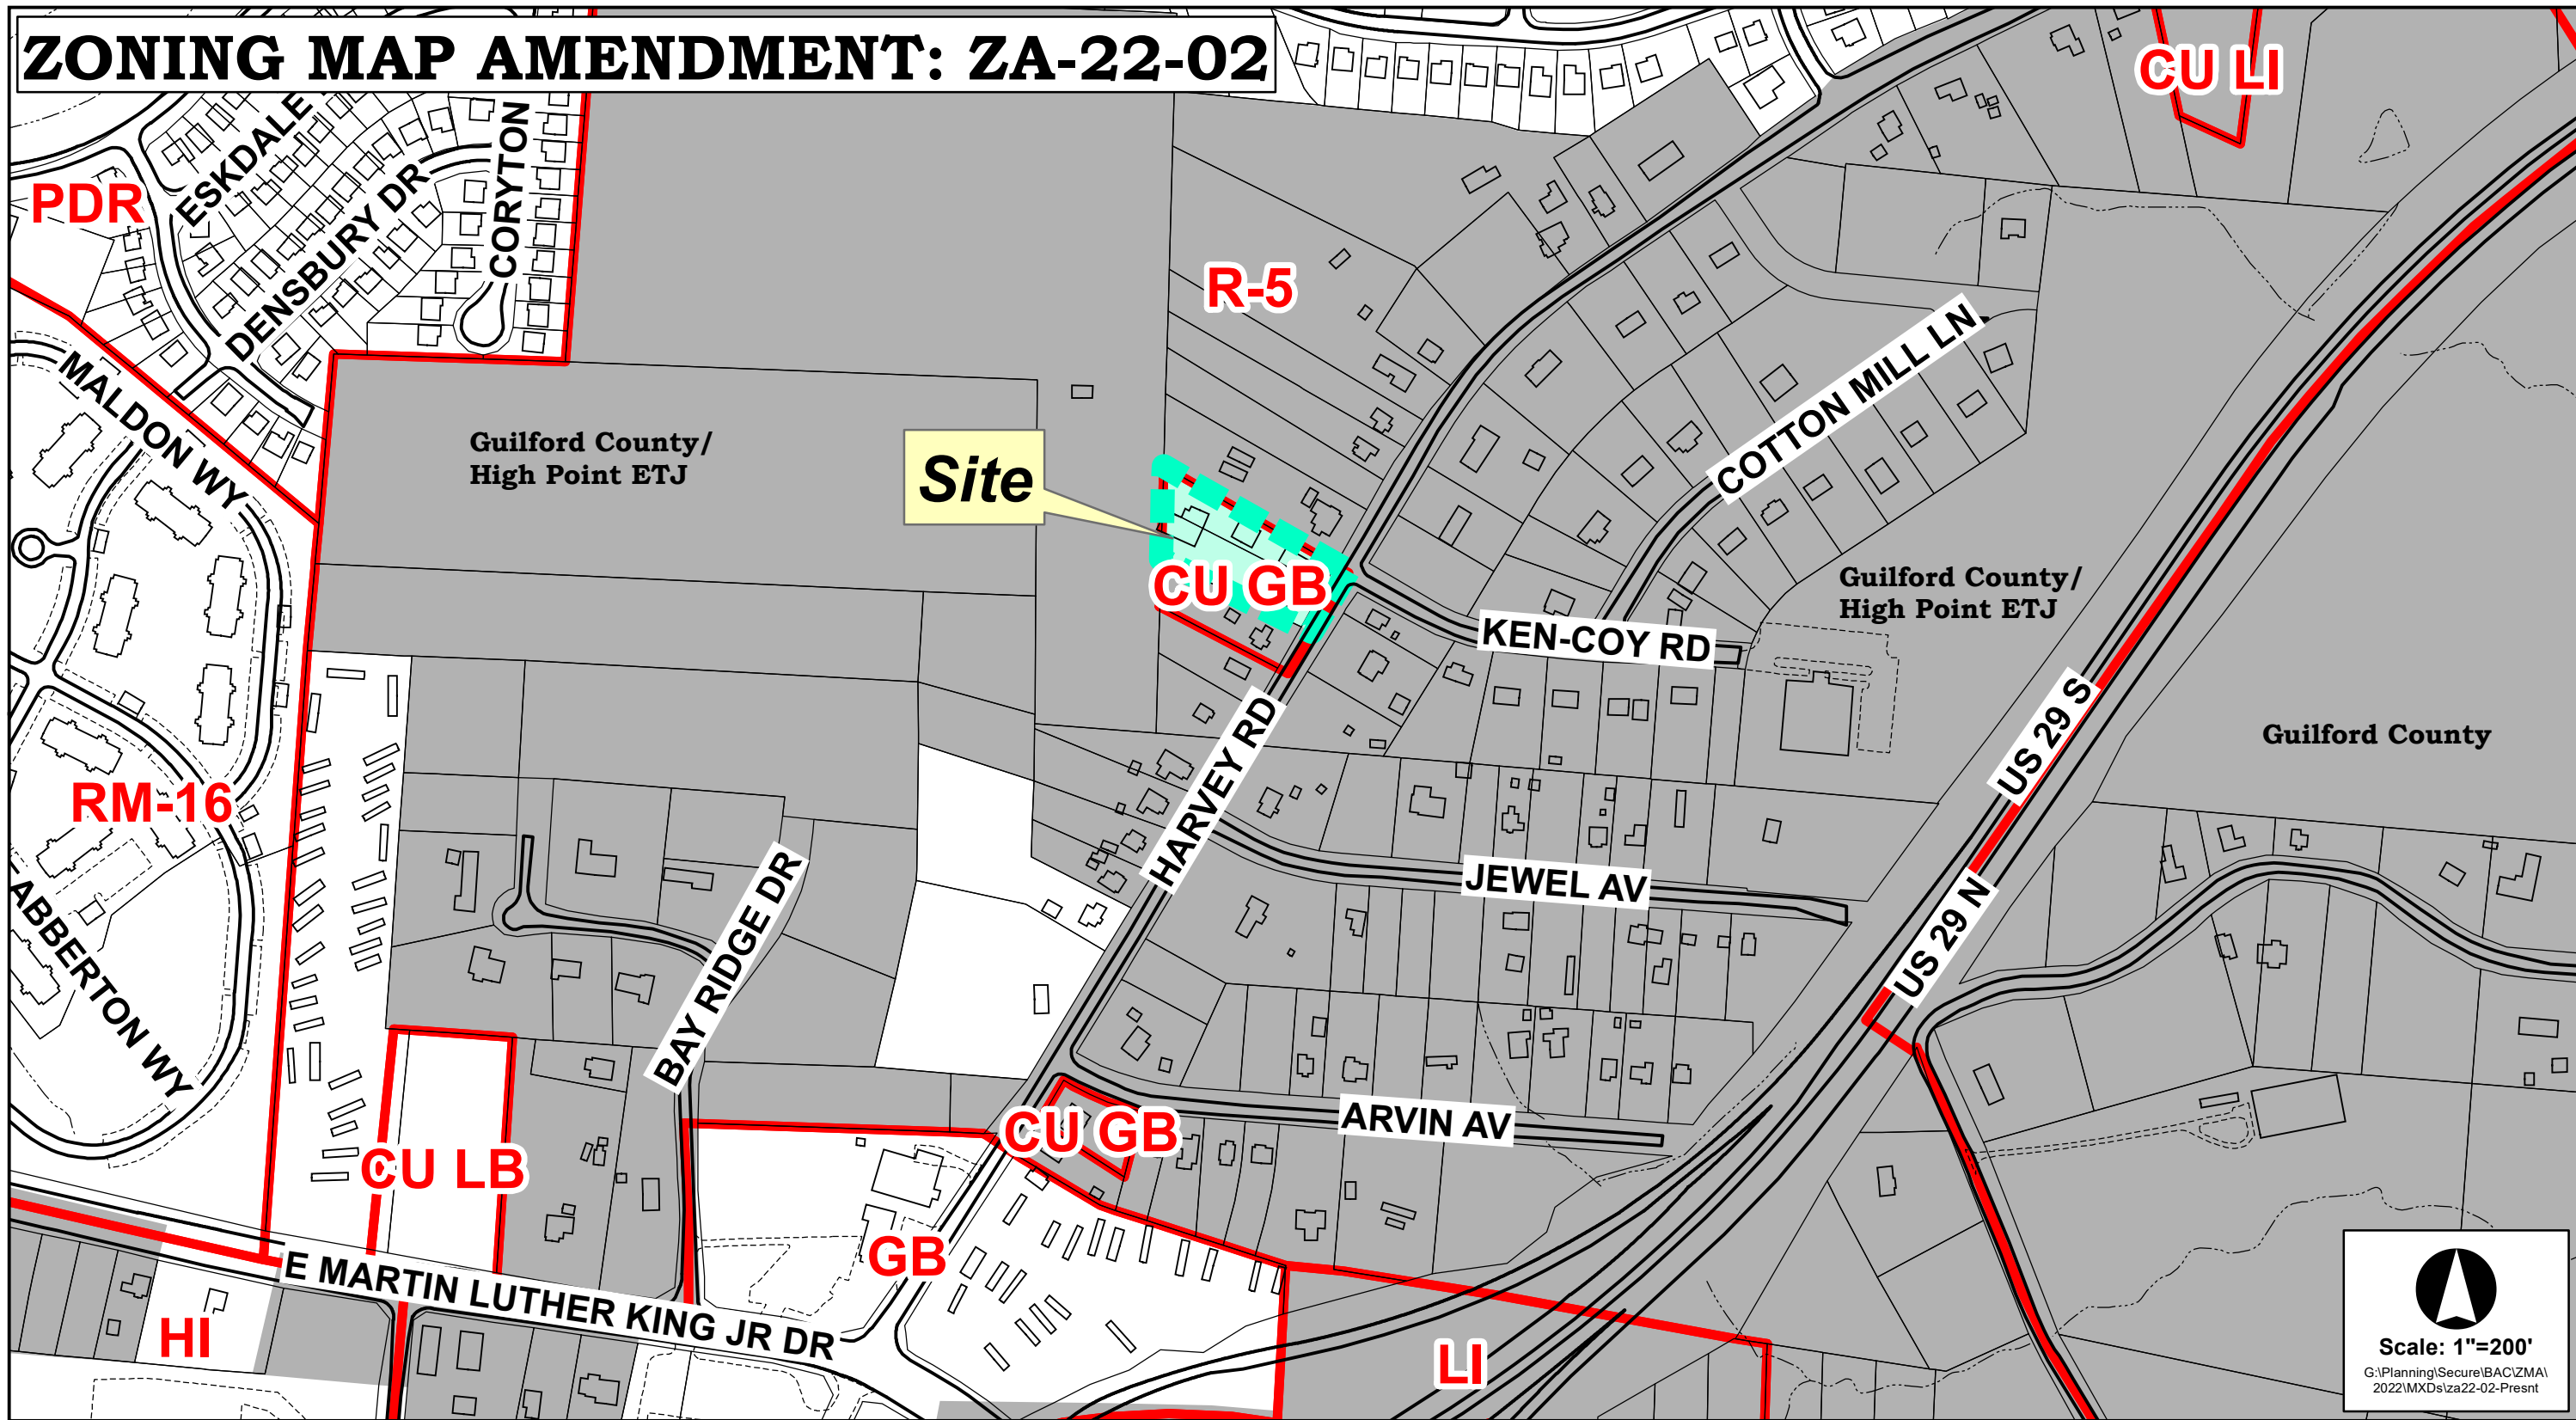 ZONING MAP AMENDMENT: ZA-22-02
CU LI
ESKDALE
CORYTON
DENSBURY DR
PDR
R-5
MALDON WY
COTTON MILL LN
Guilford County/
High Point ETJ
Site
CU GB
Guilford County/
High Point ETJ
KEN-COY RD
US 29 S
Guilford County
HARVEY RD
RM-16
BAY RIDGE DR
JEWEL AV
US 29 N
ABBERTON WY
CU GB
ARVIN AV
CU LB
GB
E MARTIN LUTHER KING JR DR
HI
LI
Scale: 1"=200'
G:\Planning\Secure\BAC\ZMA\
2022\MXDs\za22-02-Presnt